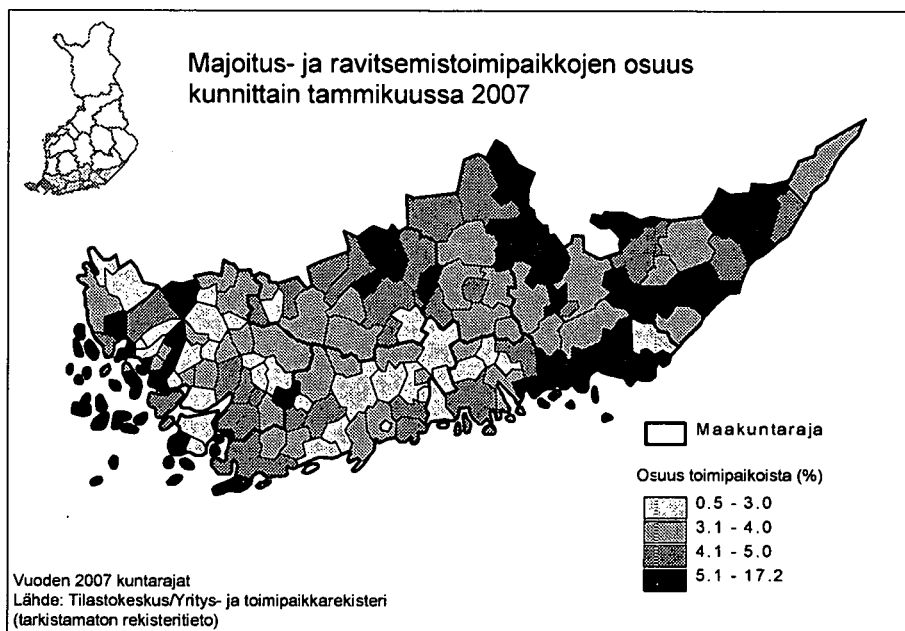 Majoitus- ja ravitsemistoimipaikkojen osuus
kunnittain tammikuussa 2007
Maakuntaraja
Osuus toimipaikoista (%)
0.5 - 3.0
3.1 - 4.0
4.1 - 5.0
5.1 - 17.2
Vuoden 2007 kuntarajat
Lähde: Tilastokeskus/Yritys- ja toimipaikkarekisteri
(tarkistamaton rekisteritieto)